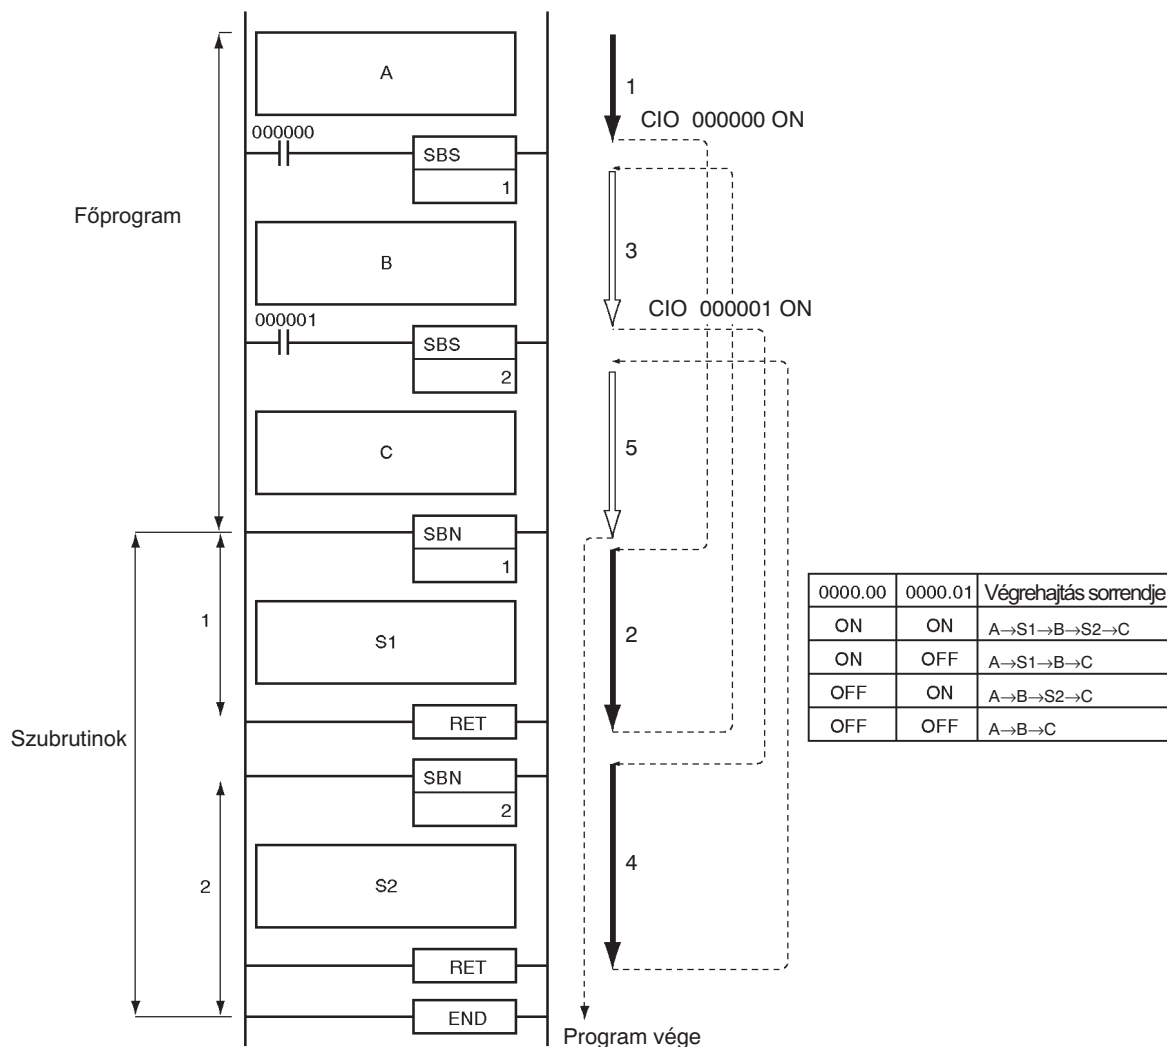 A
1
CIO 000000 ON
000000
SBS
1
Főprogram
B
3
CIO 000001 ON
000001
SBS
2
C
5
SBN
1
1
S1
2
RET
Szubrutinok
SBN
2
2
S2
4
RET
END
Program vége
0000.00 0000.01 Végrehajtás sorrendje
ON ON A→S1→B→S2→C
ON OFF A→S1→B→C
OFF ON A→B→S2→C
OFF OFF A→B→C